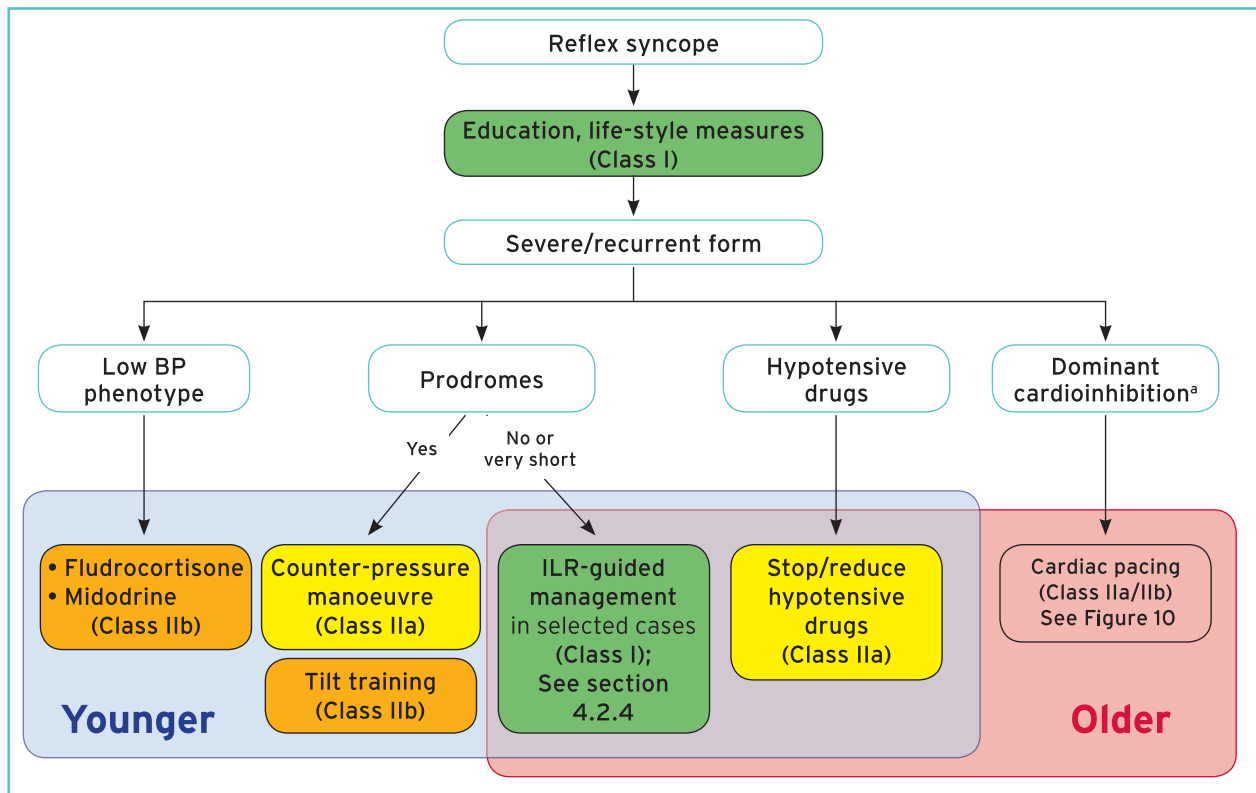 Reflex syncope
Education, life-style measures
(Class I)
Severe/recurrent form
Low BP
phenotype
Prodromes
Hypotensive
drugs
Dominant
cardioinhibitionᵃ
Yes
No or
very short
• Fludrocortisone
• Midodrine
(Class IIb)
Counter-pressure
manoeuvre
(Class IIa)
Tilt training
(Class IIb)
ILR-guided
management
in selected cases
(Class I);
See section
4.2.4
Stop/reduce
hypotensive
drugs
(Class IIa)
Cardiac pacing
(Class IIa/IIb)
See Figure 10
Younger
Older